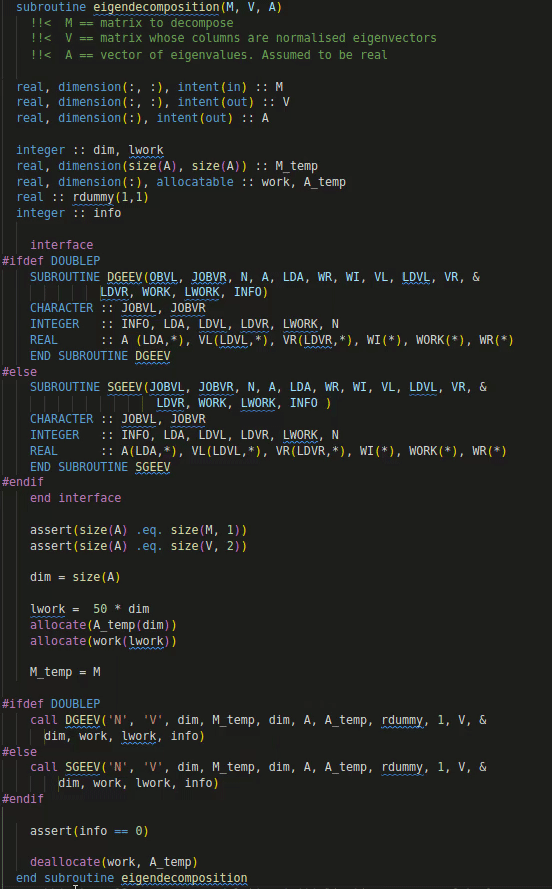 subroutine eigendecomposition(M, V, A)
!!<  M == matrix to decompose
!!<  V == matrix whose columns are normalised eigenvectors
!!<  A == vector of eigenvalues. Assumed to be real
real, dimension(:, :), intent(in) :: M
real, dimension(:, :), intent(out) :: V
real, dimension(:), intent(out) :: A
integer :: dim, lwork
real, dimension(size(A), size(A)) :: M_temp
real, dimension(:), allocatable :: work, A_temp
real :: rdummy(1,1)
integer :: info
interface
#ifdef DOUBLEP
SUBROUTINE DGEEV(OBVL, JOBVR, N, A, LDA, WR, WI, VL, LDVL, VR, &
LDVR, WORK, LWORK, INFO)
CHARACTER :: JOBVL, JOBVR
INTEGER   :: INFO, LDA, LDVL, LDVR, LWORK, N
REAL      :: A (LDA,*), VL(LDVL,*), VR(LDVR,*), WI(*), WORK(*), WR(*)
END SUBROUTINE DGEEV
#else
SUBROUTINE SGEEV(JOBVL, JOBVR, N, A, LDA, WR, WI, VL, LDVL, VR, &
LDVR, WORK, LWORK, INFO )
CHARACTER :: JOBVL, JOBVR
INTEGER   :: INFO, LDA, LDVL, LDVR, LWORK, N
REAL      :: A(LDA,*), VL(LDVL,*), VR(LDVR,*), WI(*), WORK(*), WR(*)
END SUBROUTINE SGEEV
#endif
end interface
assert(size(A) .eq. size(M, 1))
assert(size(A) .eq. size(V, 2))
dim = size(A)
lwork =  50 * dim
allocate(A_temp(dim))
allocate(work(lwork))
M_temp = M
#ifdef DOUBLEP
call DGEEV('N', 'V', dim, M_temp, dim, A, A_temp, rdummy, 1, V, &
dim, work, lwork, info)
#else
call SGEEV('N', 'V', dim, M_temp, dim, A, A_temp, rdummy, 1, V, &
dim, work, lwork, info)
#endif
assert(info == 0)
deallocate(work, A_temp)
end subroutine eigendecomposition